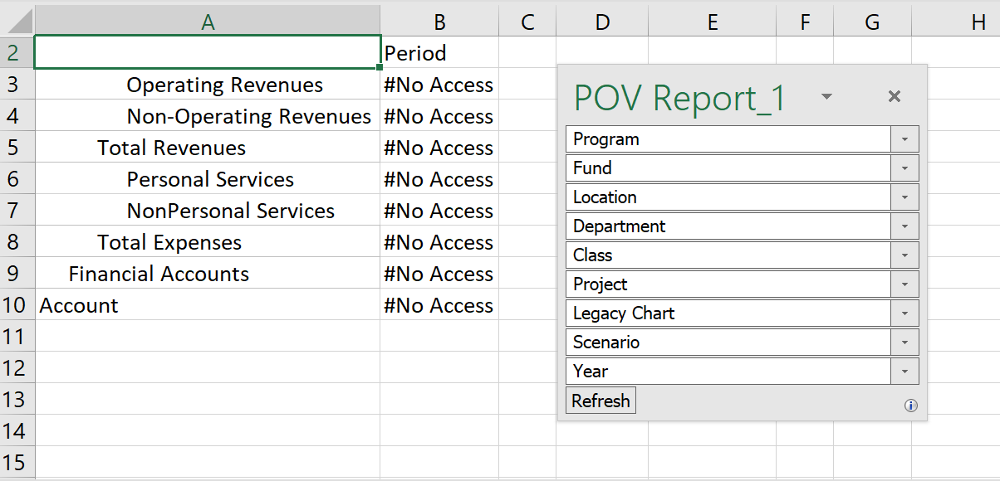 A B C D E F G H
2 Period
3 Operating Revenues #No Access
4 Non-Operating Revenues #No Access
5 Total Revenues #No Access
6 Personal Services #No Access
7 NonPersonal Services #No Access
8 Total Expenses #No Access
9 Financial Accounts #No Access
10 Account #No Access
11
12
13
14
15
POV Report_1
Program
Fund
Location
Department
Class
Project
Legacy Chart
Scenario
Year
Refresh